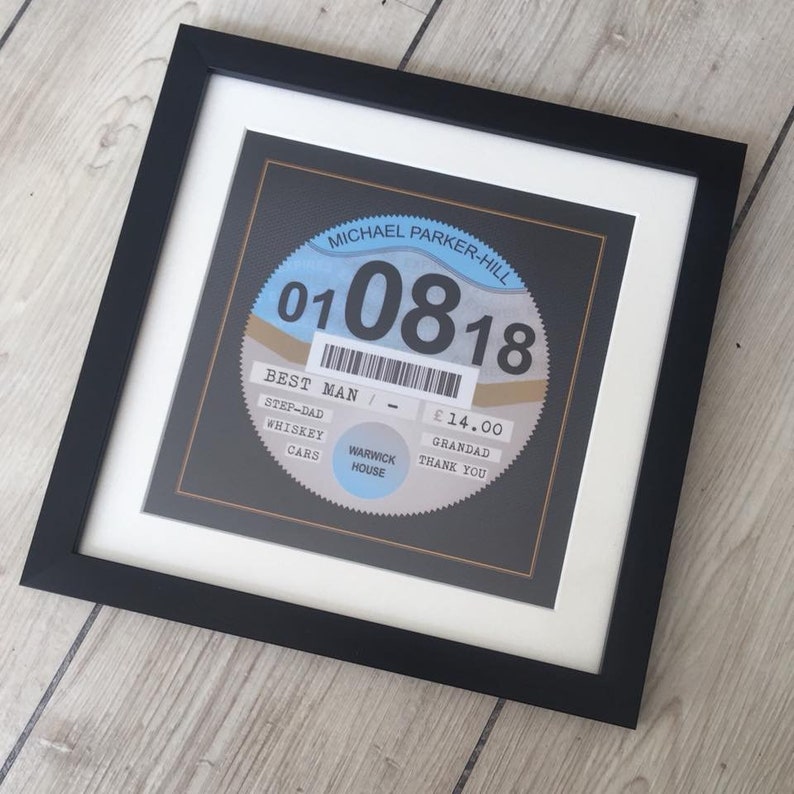 MICHAEL PARKER-HILL
01 08 18
BEST MAN / -
£14.00
STEP-DAD
WHISKEY
CARS
WARWICK
HOUSE
GRANDAD
THANK YOU